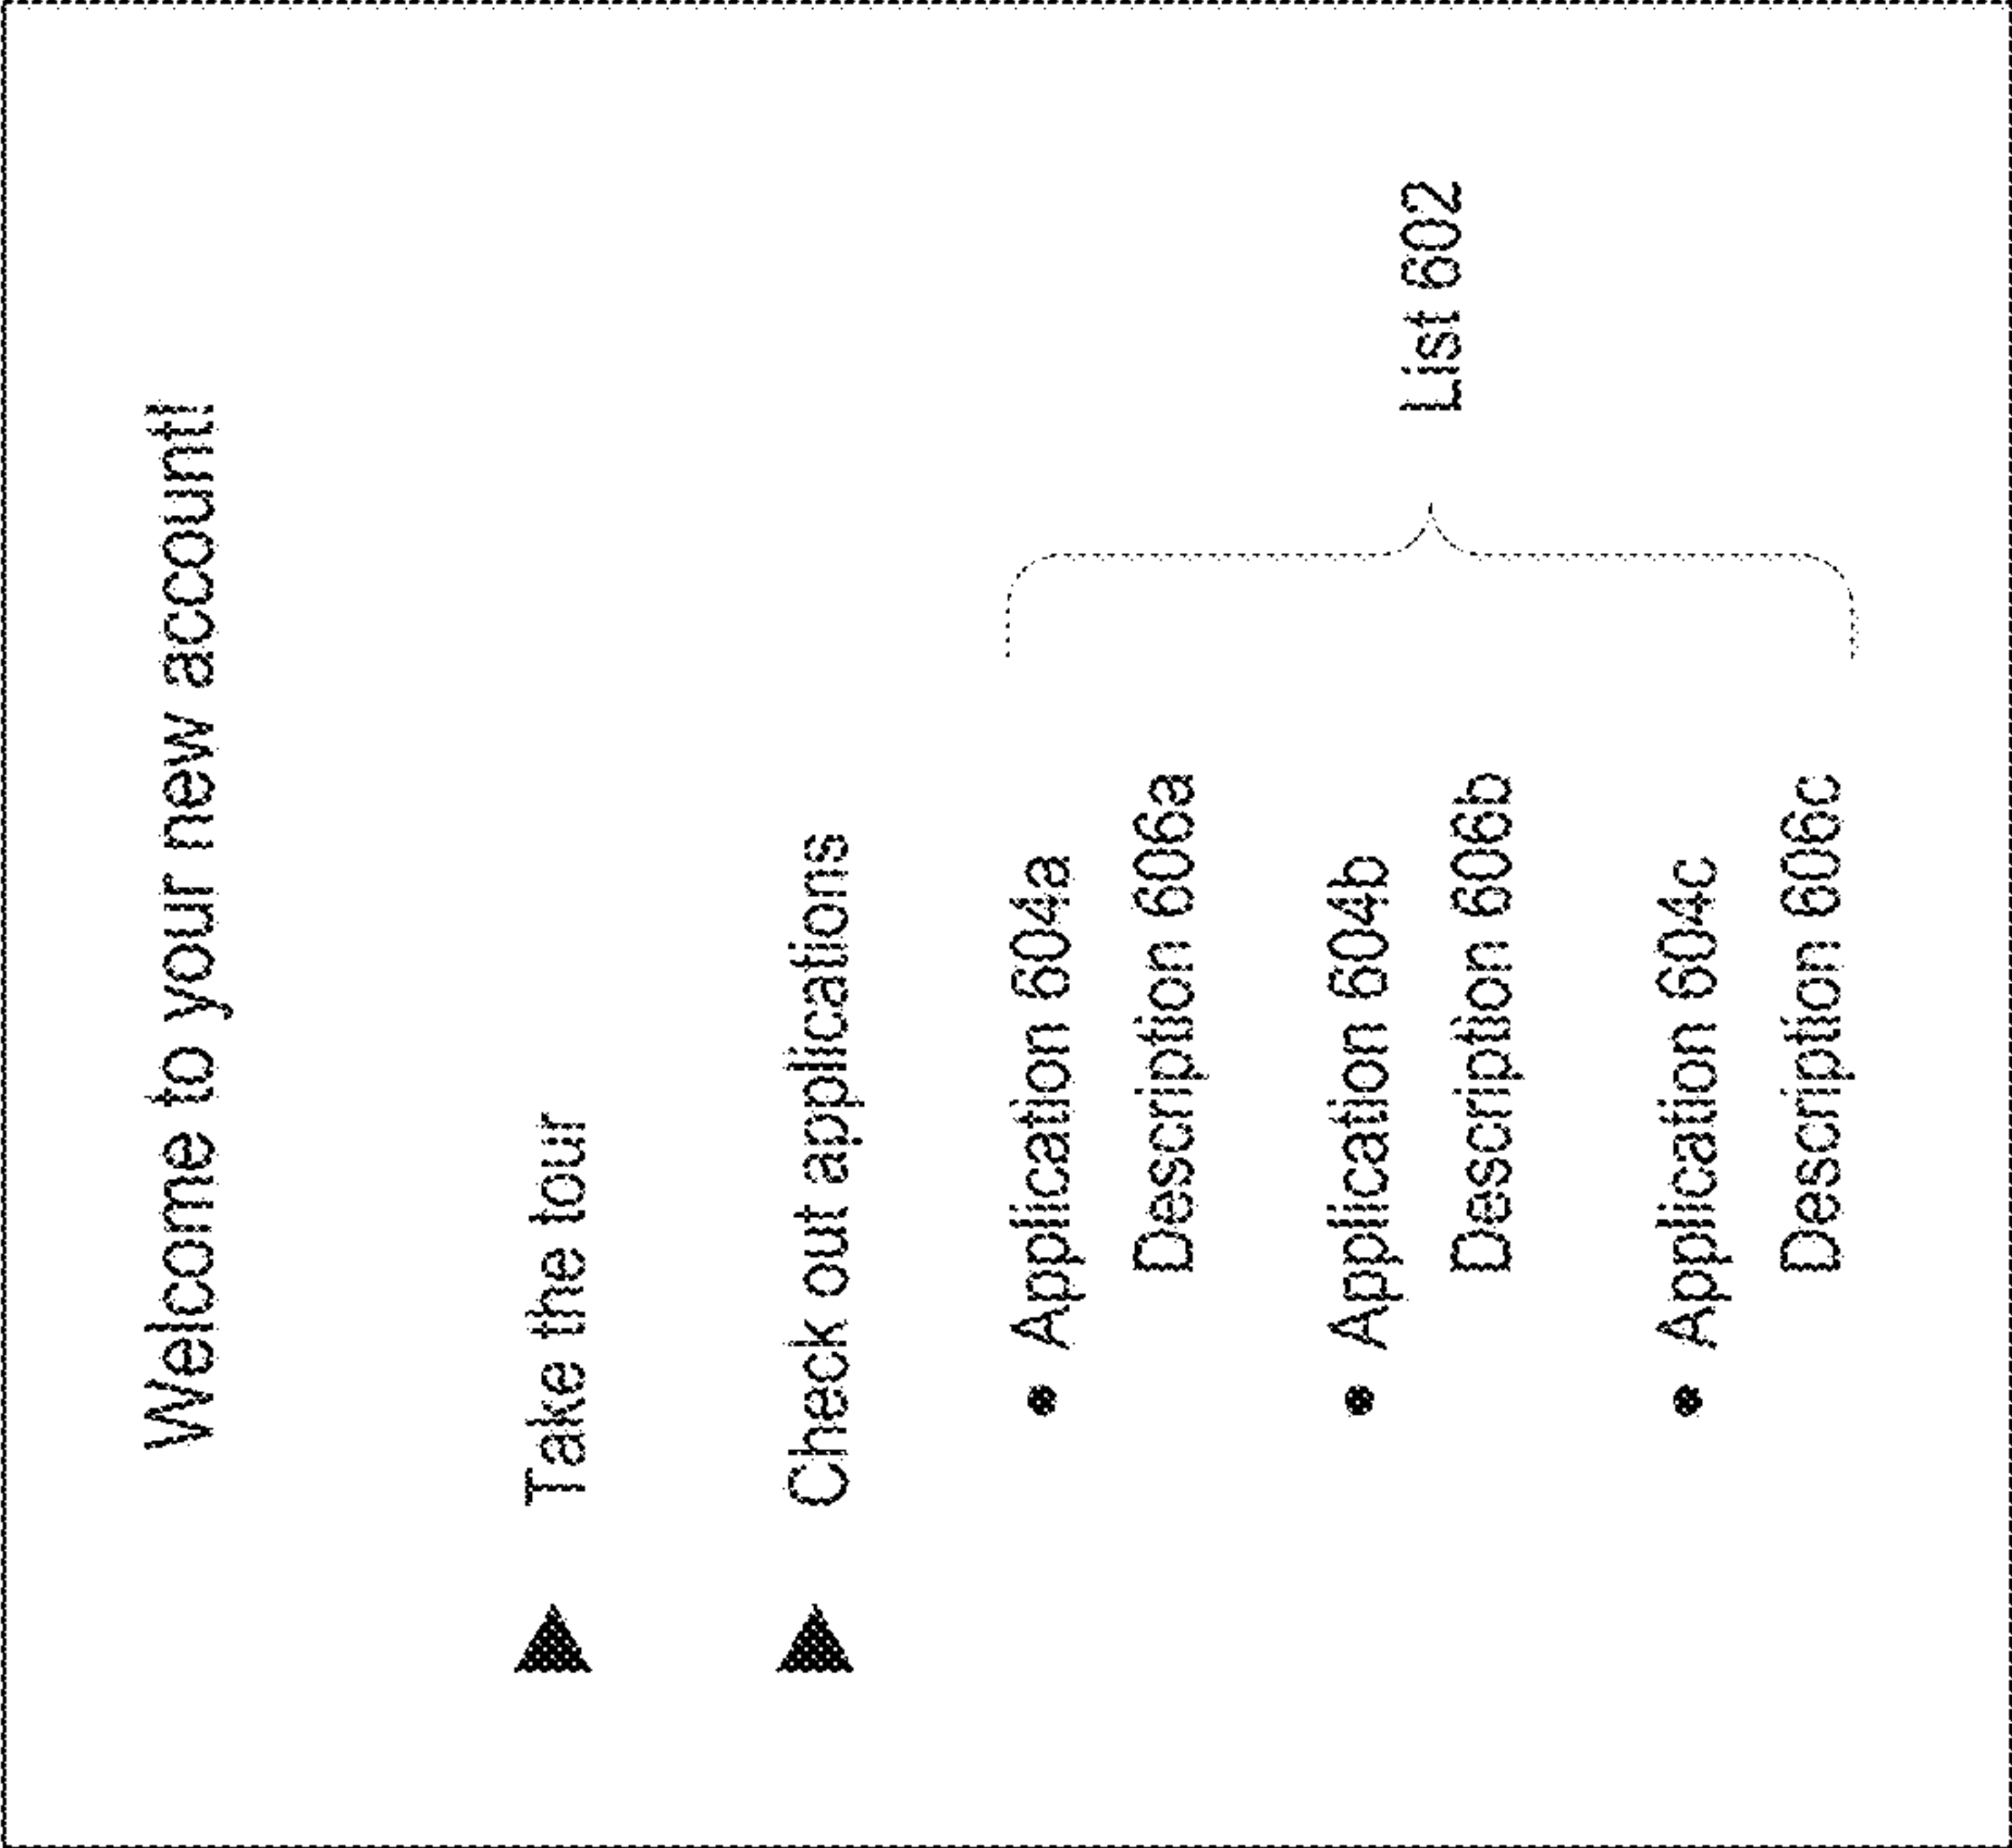 Welcome to your new account!
Take the tour
Check out applications
• Application 604a
Description 606a
• Application 604b
Description 606b
• Application 604c
Description 606c
List 602